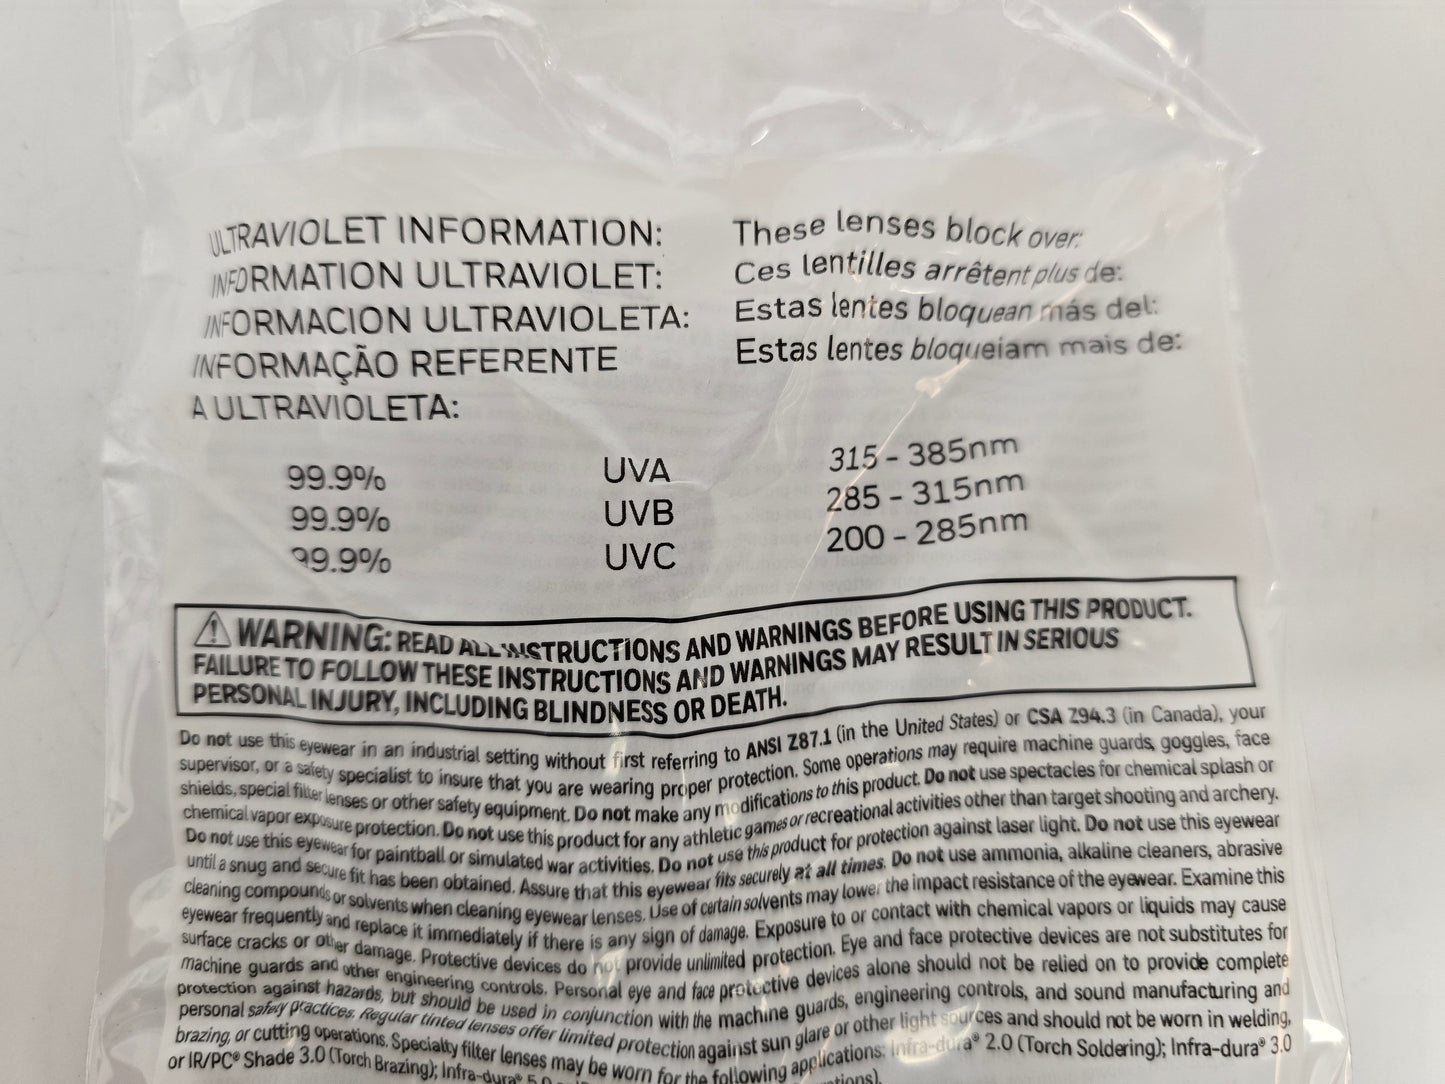 ULTRAVIOLET INFORMATION:
INFORMATION ULTRAVIOLET:
INFORMACION ULTRAVIOLETA:
INFORMAÇÃO REFERENTE
A ULTRAVIOLETA:
These lenses block over:
Ces lentilles arrêtent plus de:
Estas lentes bloquean más del:
Estas lentes bloqueiam mais de:
99.9% UVA 315 - 385nm
99.9% UVB 285 - 315nm
99.9% UVC 200 - 285nm
⚠ WARNING: READ ALL INSTRUCTIONS AND WARNINGS BEFORE USING THIS PRODUCT.
FAILURE TO FOLLOW THESE INSTRUCTIONS AND WARNINGS MAY RESULT IN SERIOUS
PERSONAL INJURY, INCLUDING BLINDNESS OR DEATH.
Do not use this eyewear in an industrial setting without first referring to ANSI Z87.1 (in the United States) or CSA Z94.3 (in Canada), your
supervisor, or a safety specialist to insure that you are wearing proper protection. Some operations may require machine guards, goggles, face
shields, special filter lenses or other safety equipment. Do not make any modifications to this product. Do not use spectacles for chemical splash or
chemical vapor exposure protection. Do not use this product for any athletic games or recreational activities other than target shooting and archery.
Do not use this eyewear for paintball or simulated war activities. Do not use this product for protection against laser light. Do not use this eyewear
until a snug and secure fit has been obtained. Assure that this eyewear fits securely at all times. Do not use ammonia, alkaline cleaners, abrasive
cleaning compounds or solvents when cleaning eyewear lenses. Use of certain solvents may lower the impact resistance of the eyewear. Examine this
eyewear frequently and replace it immediately if there is any sign of damage. Exposure to or contact with chemical vapors or liquids may cause
surface cracks or other damage. Protective devices do not provide unlimited protection. Eye and face protective devices are not substitutes for
machine guards and other engineering controls. Personal eye and face protective devices alone should not be relied on to provide complete
protection against hazards, but should be used in conjunction with the machine guards, engineering controls, and sound manufacturing and
personal safety practices. Regular tinted lenses offer limited protection against sun glare or other light sources and should not be worn in welding,
brazing, or cutting operations. Specialty filter lenses may be worn for the following applications: Infra-dura® 2.0 (Torch Soldering); Infra-dura® 3.0
or IR/PC® Shade 3.0 (Torch Brazing); Infra-dura® 5.0